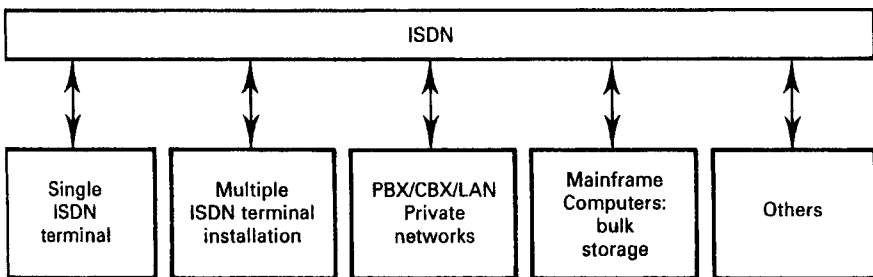 ISDN
Single
ISDN
terminal
Multiple
ISDN terminal
installation
PBX/CBX/LAN
Private
networks
Mainframe
Computers:
bulk
storage
Others